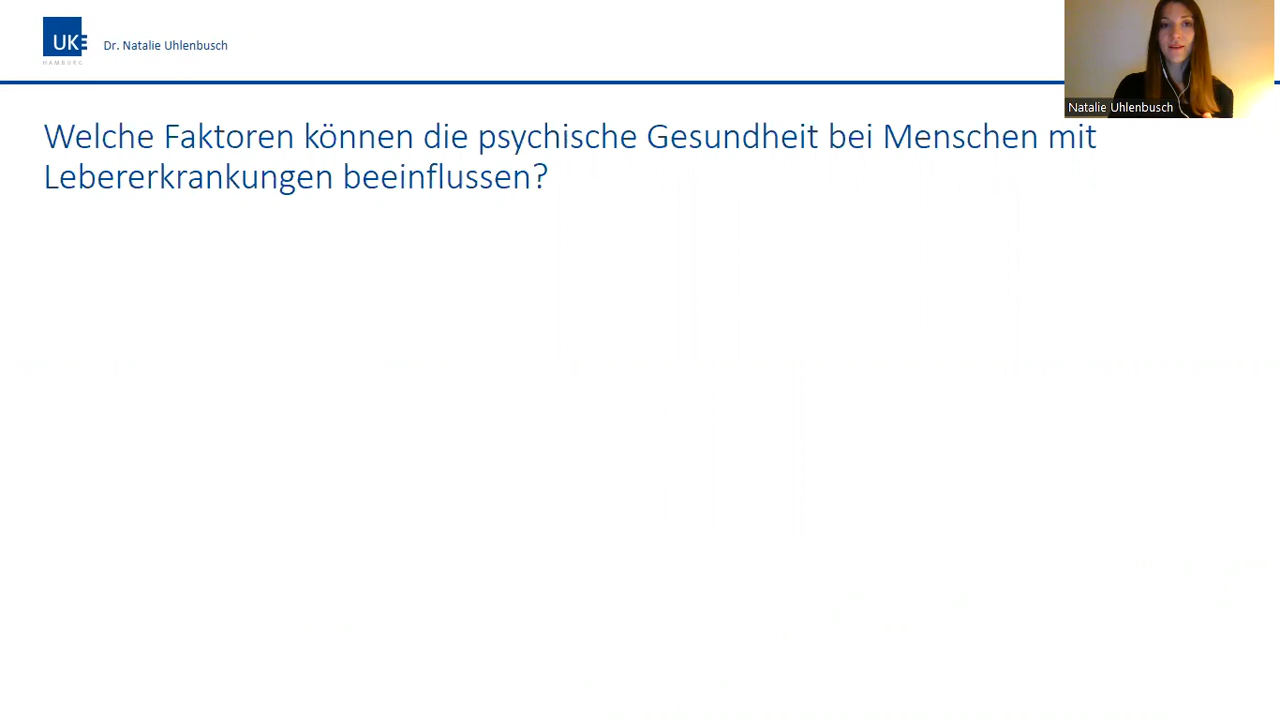 UKE
HAMBURG
Dr. Natalie Uhlenbusch
Natalie Uhlenbusch
Welche Faktoren können die psychische Gesundheit bei Menschen mit
Lebererkrankungen beeinflussen?